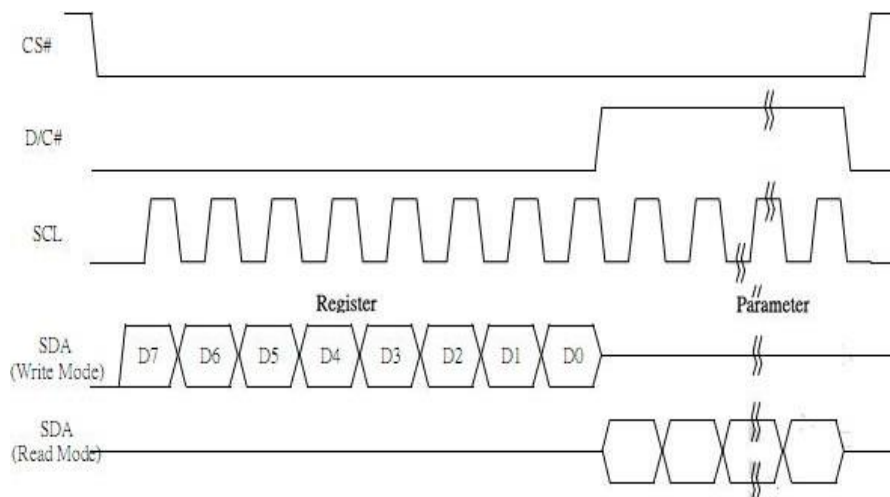 CS#
D/C#
SCL
Register Parameter
SDA
(Write Mode)
D7 D6 D5 D4 D3 D2 D1 D0
SDA
(Read Mode)